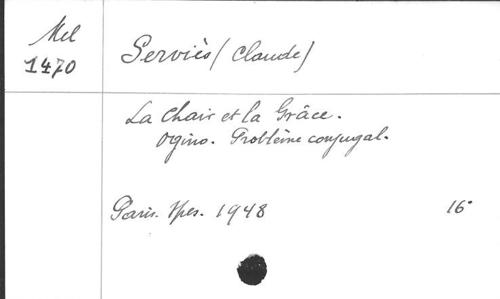 Mel
1470
Serviès (Claude)
La Chair et la Grâce.
Ogino. Problème conjugal.
Paris. Spes. 1948
16°